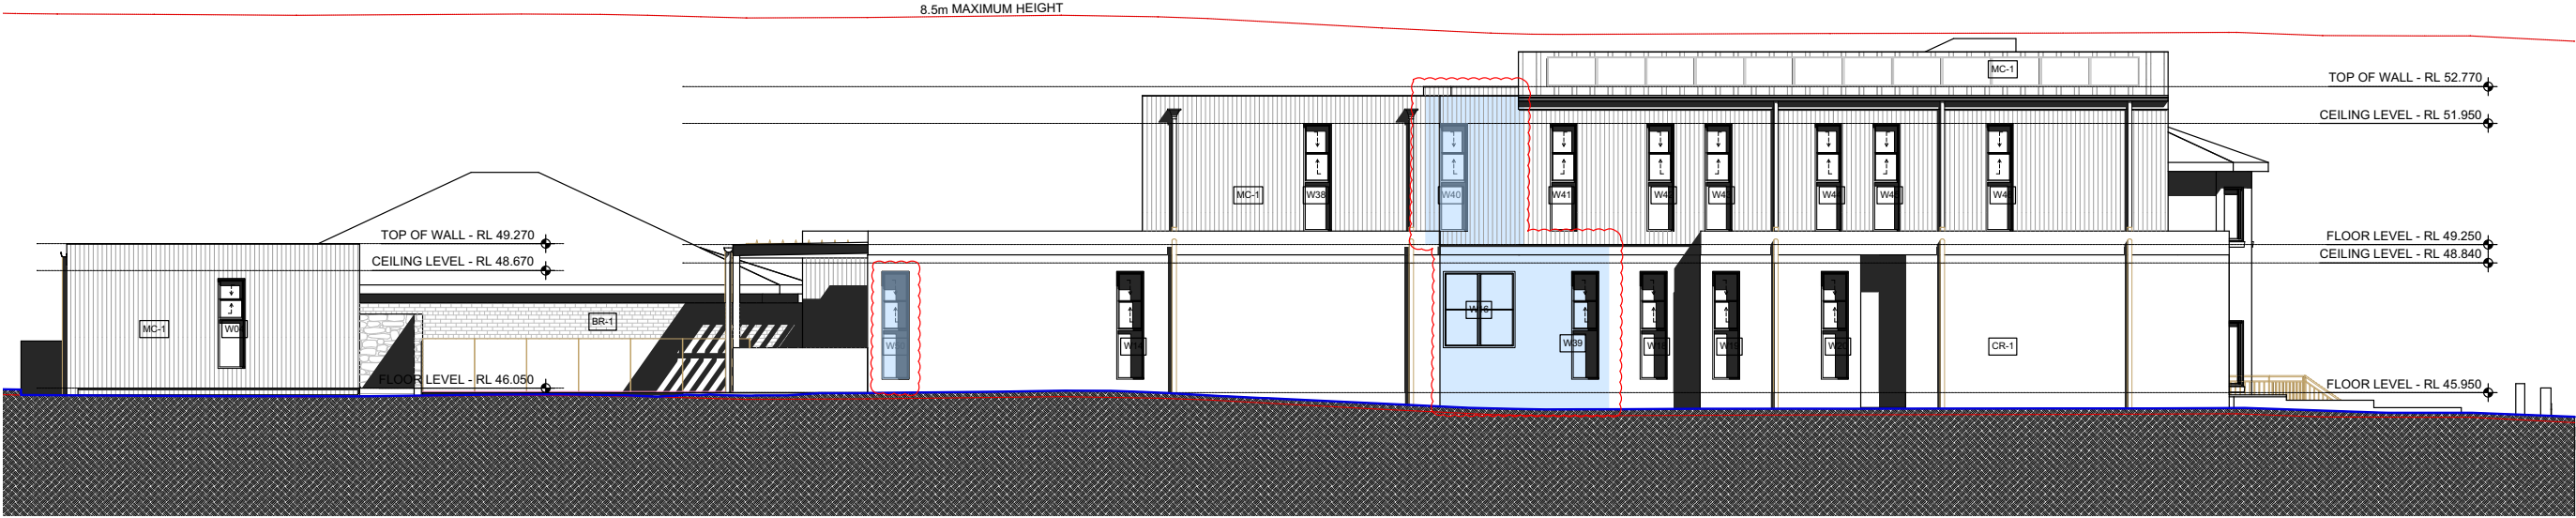 8.5m MAXIMUM HEIGHT
MC-1
TOP OF WALL - RL 52.770
CEILING LEVEL - RL 51.950
MC-1
W38
W40
W41
TOP OF WALL - RL 49.270
FLOOR LEVEL - RL 49.250
CEILING LEVEL - RL 48.670
CEILING LEVEL - RL 48.840
MC-1
BR-1
W39
CR-1
FLOOR LEVEL - RL 46.050
FLOOR LEVEL - RL 45.950